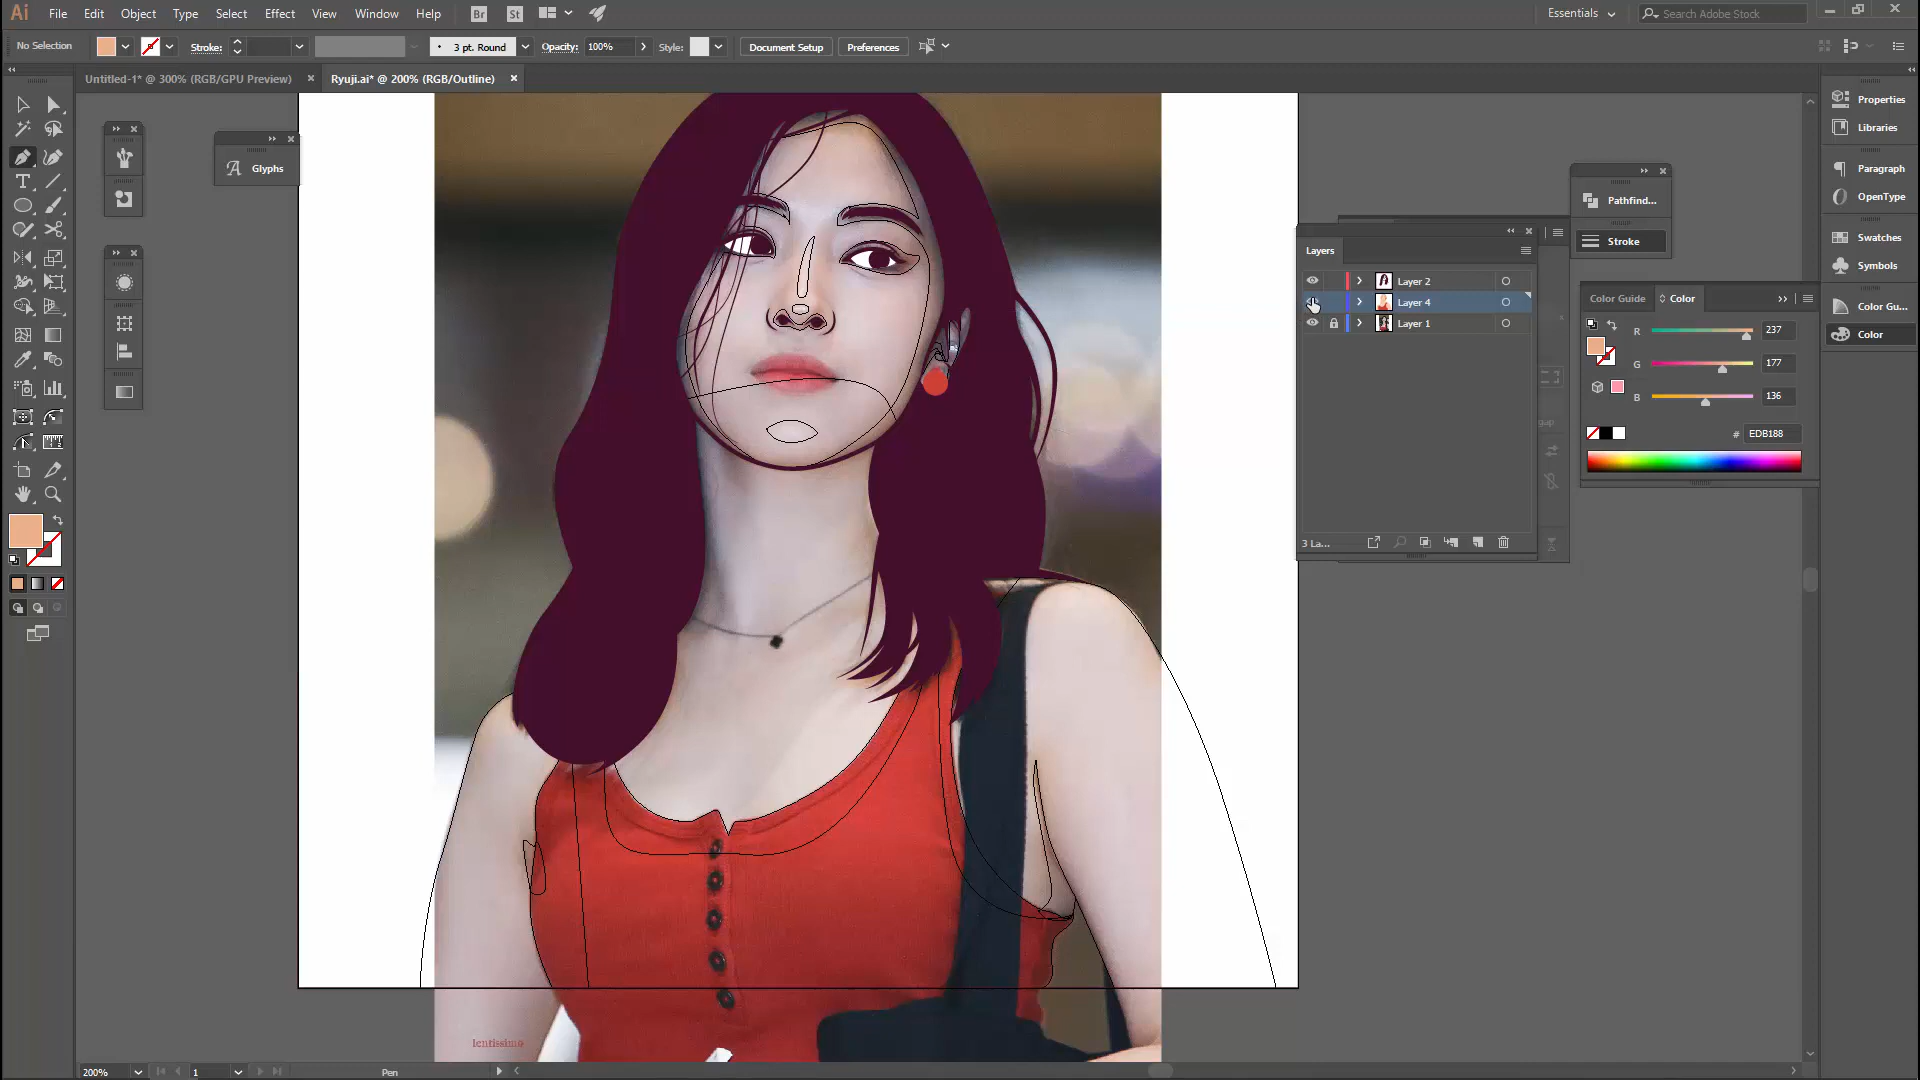 Ai File Edit Object Type Select Effect View Window Help Br St Essentials Search Adobe Stock
No Selection Stroke: 3 pt. Round Opacity: 100% Style: Document Setup Preferences
Untitled-1* @ 300% (RGB/GPU Preview) Ryuji.ai* @ 200% (RGB/Outline)
Properties
Libraries
Paragraph
OpenType
Swatches
Symbols
Color Gu...
Color
Glyphs
Pathfind...
Stroke
Layers
Layer 2
Layer 4
Layer 1
3 La...
Color Guide Color
R 237
G 177
B 136
# EDB188
lentissimo
200% 1 Pen